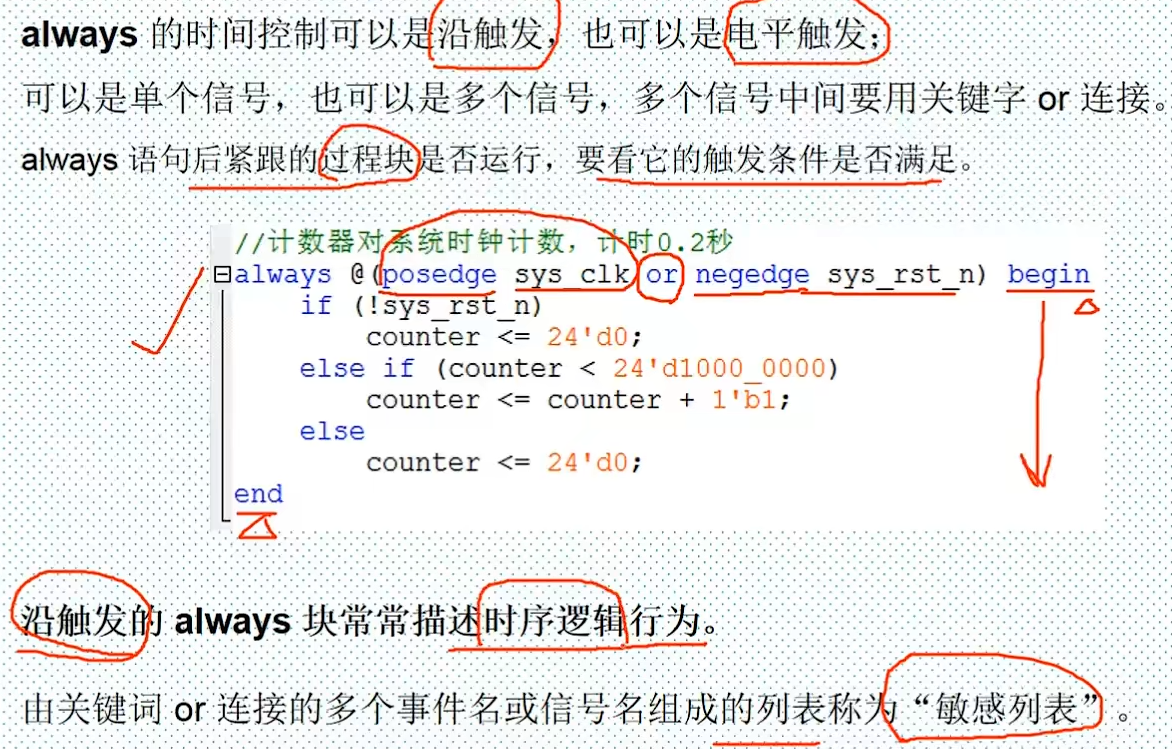 always 的时间控制可以是沿触发，也可以是电平触发；
可以是单个信号，也可以是多个信号，多个信号中间要用关键字 or 连接。
always 语句后紧跟的过程块是否运行，要看它的触发条件是否满足。
//计数器对系统时钟计数，计时0.2秒
always @(posedge sys_clk or negedge sys_rst_n) begin
if (!sys_rst_n)
counter <= 24'd0;
else if (counter < 24'd1000_0000)
counter <= counter + 1'b1;
else
counter <= 24'd0;
end
沿触发的 always 块常常描述时序逻辑行为。
由关键词 or 连接的多个事件名或信号名组成的列表称为“敏感列表”。